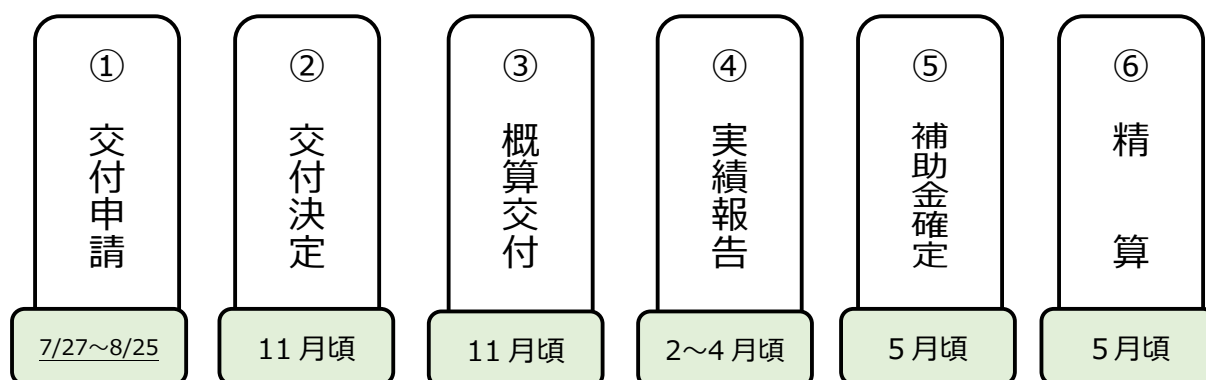 ①
交付申請
7/27～8/25
②
交付決定
11月頃
③
概算交付
11月頃
④
実績報告
2～4月頃
⑤
補助金確定
5月頃
⑥
精算
5月頃